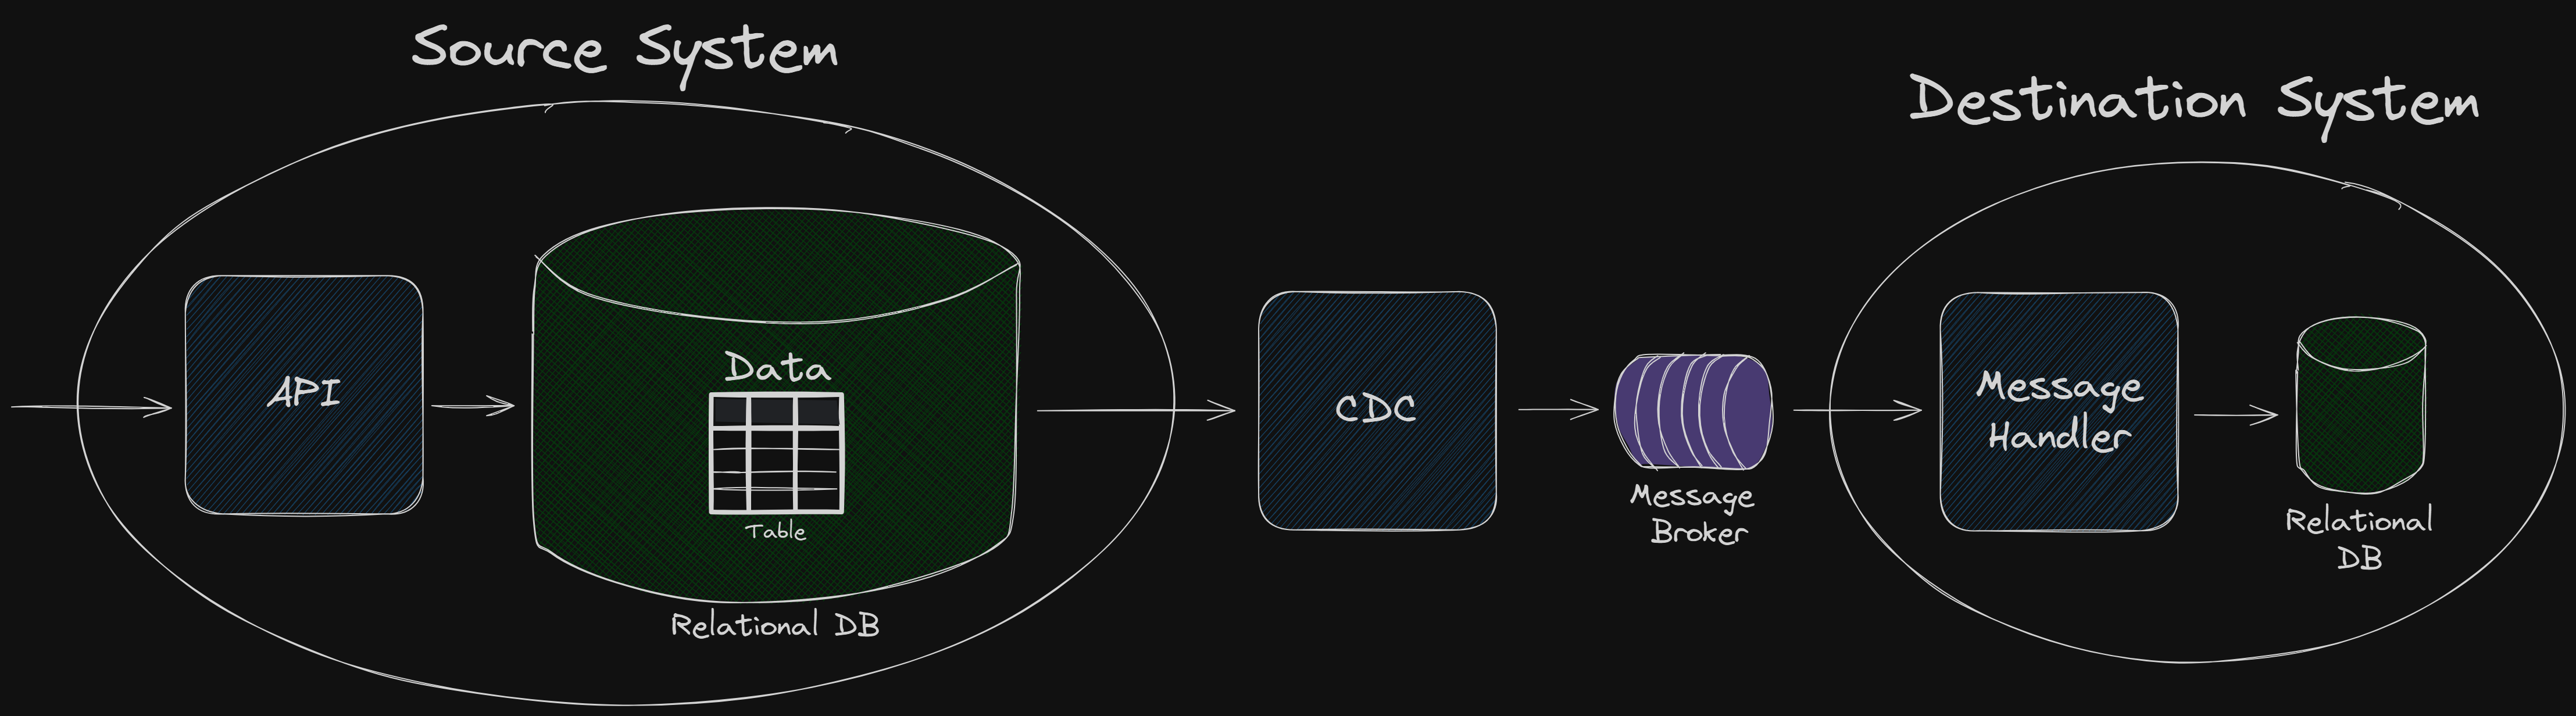 Source System
Destination System
API
Data
Table
Relational DB
CDC
Message
Broker
Message
Handler
Relational
DB